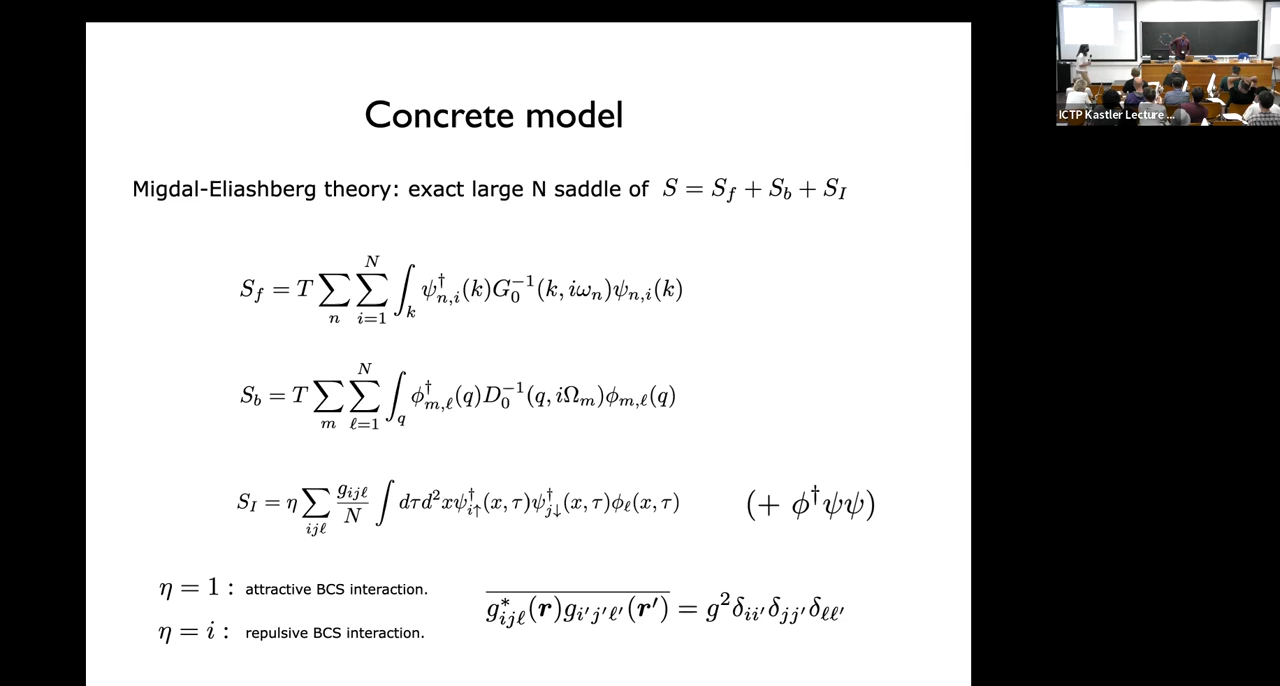 Concrete model
ICTP Kastler Lecture ...
Migdal-Eliashberg theory: exact large N saddle of $S = S_f + S_b + S_I$
$S_f = T \sum_n \sum_{i=1}^{N} \int_k \psi^\dagger_{n,i}(k) G_0^{-1}(k, i\omega_n) \psi_{n,i}(k)$
$S_b = T \sum_m \sum_{\ell=1}^{N} \int_q \phi^\dagger_{m,\ell}(q) D_0^{-1}(q, i\Omega_m) \phi_{m,\ell}(q)$
$S_I = \eta \sum_{ij\ell} \frac{g_{ij\ell}}{N} \int d\tau d^2x \psi^\dagger_{i\uparrow}(x, \tau) \psi^\dagger_{j\downarrow}(x, \tau) \phi_\ell(x, \tau)$ $(+ \ \phi^\dagger \psi \psi)$
$\eta = 1 :$ attractive BCS interaction.
$\eta = i :$ repulsive BCS interaction.
$\overline{g^*_{ij\ell}(\boldsymbol{r}) g_{i'j'\ell'}(\boldsymbol{r}')} = g^2 \delta_{ii'} \delta_{jj'} \delta_{\ell\ell'}$